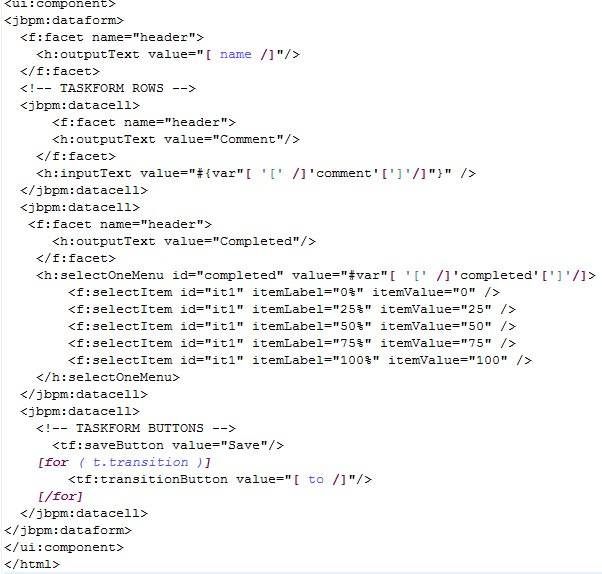 <ui:component>
<jbpm:dataform>
<f:facet name="header">
<h:outputText value="[ name /]"/>
</f:facet>
<!-- TASKFORM ROWS -->
<jbpm:datacell>
<f:facet name="header">
<h:outputText value="Comment"/>
</f:facet>
<h:inputText value="#{var"[ '[' /]'comment'[']'/]"}" />
</jbpm:datacell>
<jbpm:datacell>
<f:facet name="header">
<h:outputText value="Completed"/>
</f:facet>
<h:selectOneMenu id="completed" value="#var"[ '[' /]'completed'[']'/]>
<f:selectItem id="it1" itemLabel="0%" itemValue="0" />
<f:selectItem id="it1" itemLabel="25%" itemValue="25" />
<f:selectItem id="it1" itemLabel="50%" itemValue="50" />
<f:selectItem id="it1" itemLabel="75%" itemValue="75" />
<f:selectItem id="it1" itemLabel="100%" itemValue="100" />
</h:selectOneMenu>
</jbpm:datacell>
<jbpm:datacell>
<!-- TASKFORM BUTTONS -->
<tf:saveButton value="Save"/>
[for ( t.transition )]
<tf:transitionButton value="[ to /]"/>
[/for]
</jbpm:datacell>
</jbpm:dataform>
</ui:component>
</html>